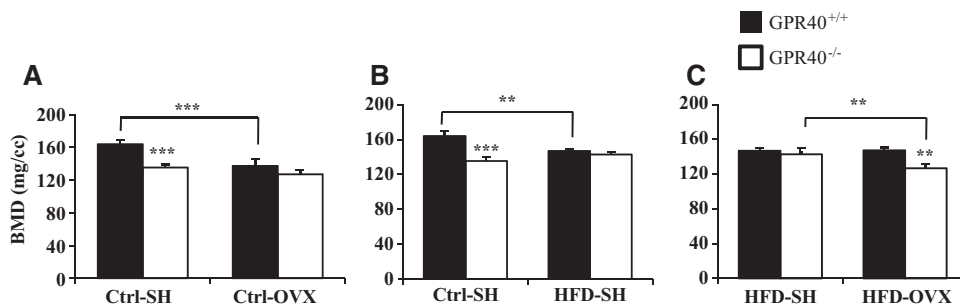 GPR40+/+
GPR40-/-
A
B
C
BMD (mg/cc)
200
160
120
80
40
0
***
***
Ctrl-SH
Ctrl-OVX
200
160
120
80
40
0
**
***
Ctrl-SH
HFD-SH
200
160
120
80
40
0
**
**
HFD-SH
HFD-OVX